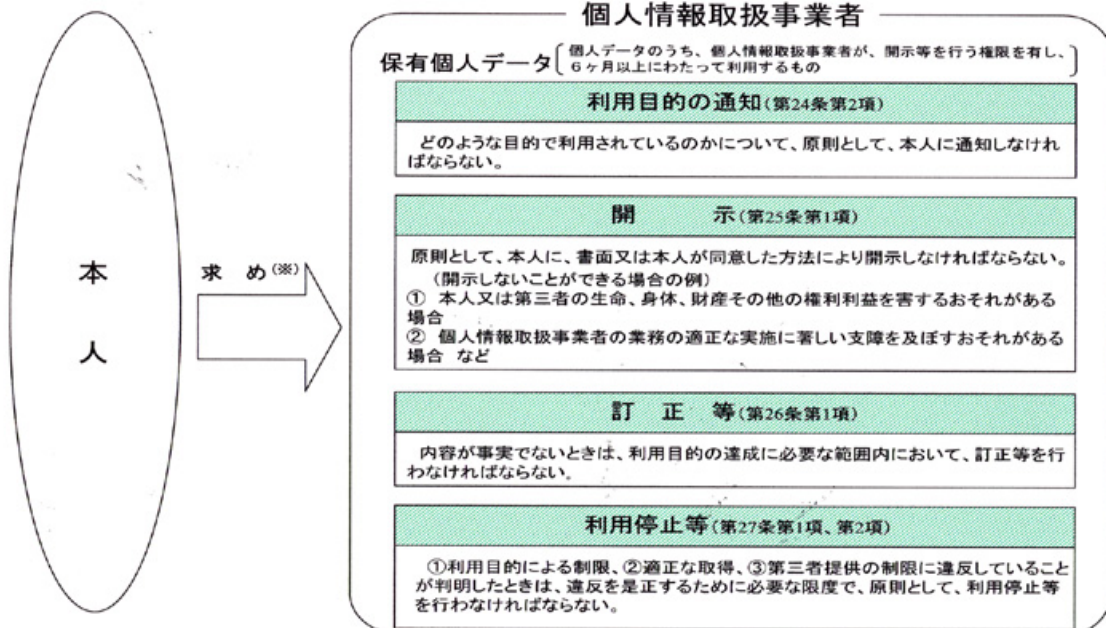 個人情報取扱事業者
保有個人データ
個人データのうち、個人情報取扱事業者が、開示等を行う権限を有し、
６ヶ月以上にわたって利用するもの
利用目的の通知(第24条第2項)
どのような目的で利用されているのかについて、原則として、本人に通知しなけれ
ばならない。
開　　示(第25条第1項)
原則として、本人に、書面又は本人が同意した方法により開示しなければならない。
(開示しないことができる場合の例)
① 本人又は第三者の生命、身体、財産その他の権利利益を害するおそれがある
場合
② 個人情報取扱事業者の業務の適正な実施に著しい支障を及ぼすおそれがある
場合 など
訂 正 等(第26条第1項)
内容が事実でないときは、利用目的の達成に必要な範囲内において、訂正等を行
わなければならない。
利用停止等(第27条第1項、第2項)
①利用目的による制限、②適正な取得、③第三者提供の制限に違反していること
が判明したときは、違反を是正するために必要な限度で、原則として、利用停止等
を行わなければならない。
本人
求 め(※)